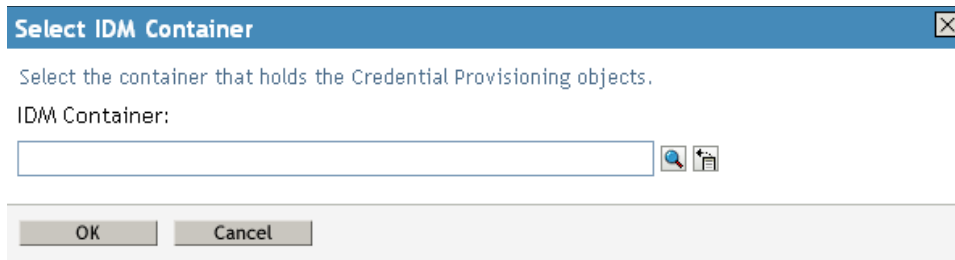 Select IDM Container
Select the container that holds the Credential Provisioning objects.
IDM Container:
OK Cancel